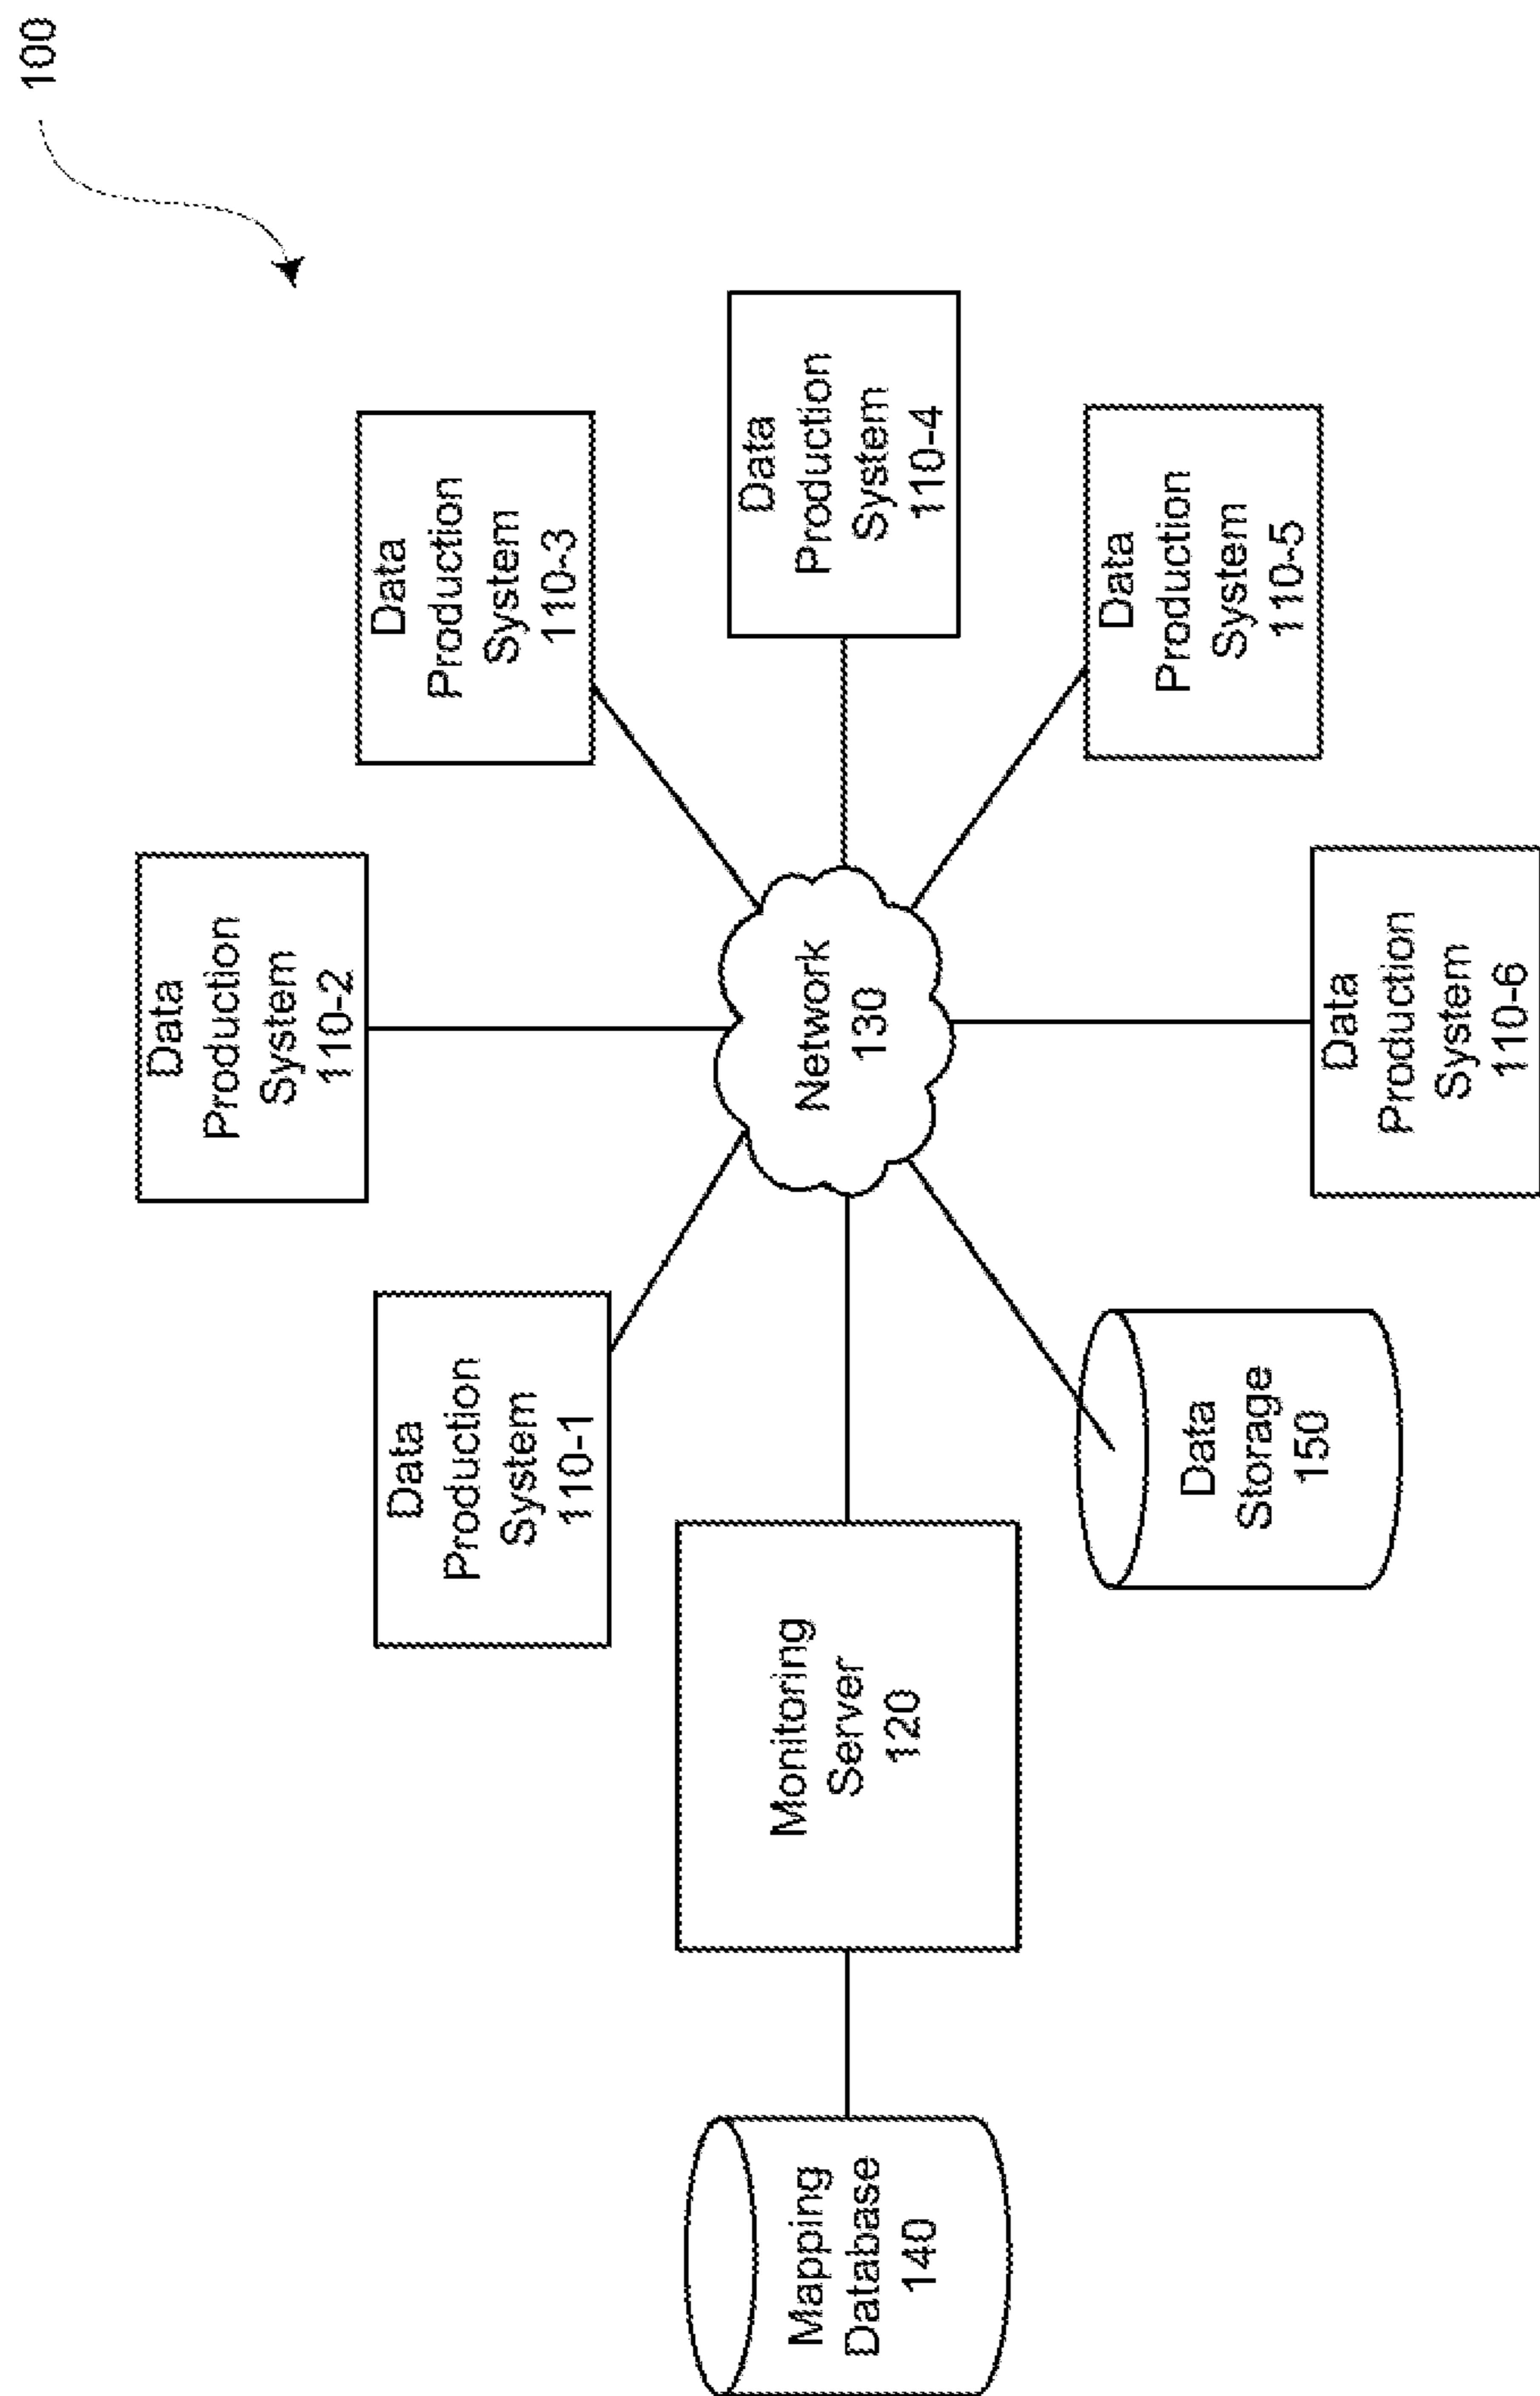 100
Data
Production
System
110-1
Data
Production
System
110-2
Data
Production
System
110-3
Data
Production
System
110-4
Data
Production
System
110-5
Data
Production
System
110-6
Network
130
Monitoring
Server
120
Mapping
Database
140
Data
Storage
150